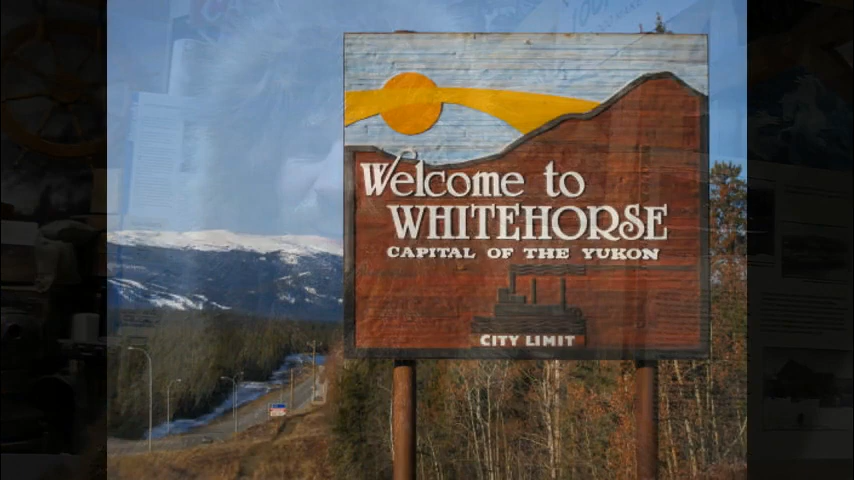 Welcome to
WHITEHORSE
CAPITAL OF THE YUKON
CITY LIMIT